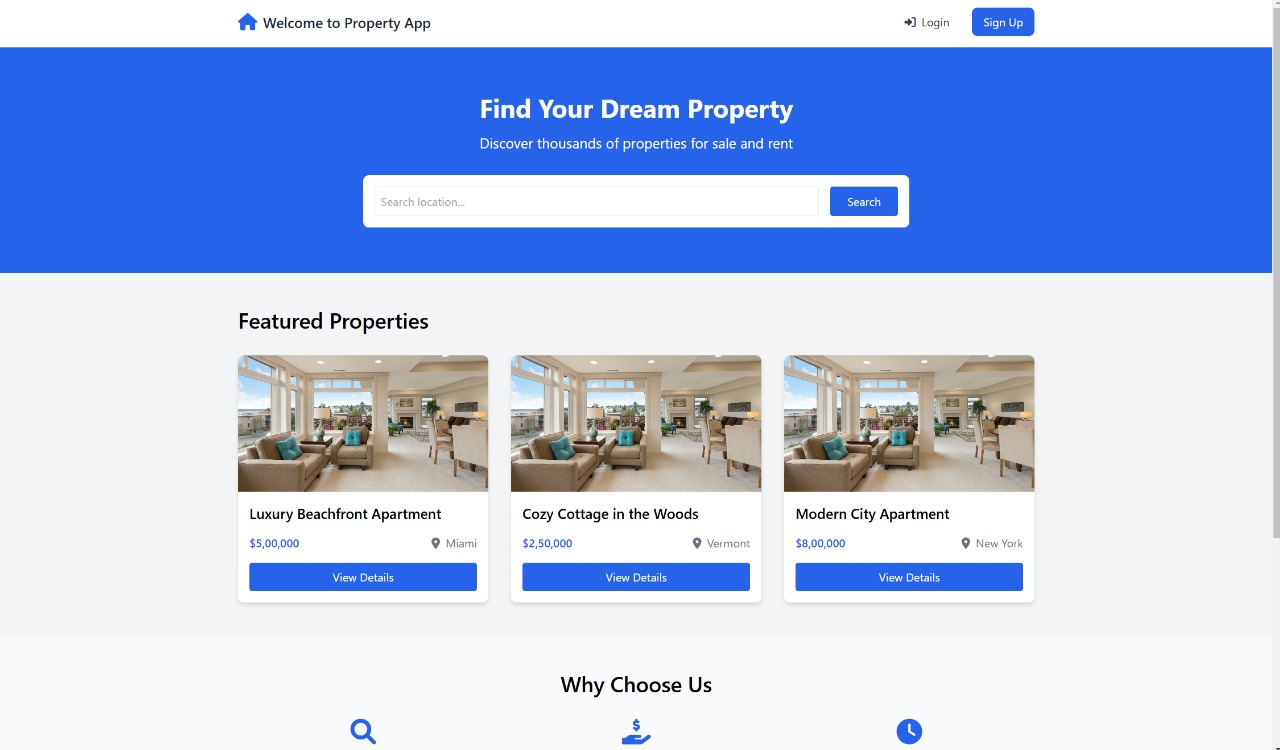 Welcome to Property App
Login
Sign Up
Find Your Dream Property
Discover thousands of properties for sale and rent
Search location...
Search
Featured Properties
Luxury Beachfront Apartment
$5,00,000
Miami
View Details
Cozy Cottage in the Woods
$2,50,000
Vermont
View Details
Modern City Apartment
$8,00,000
New York
View Details
Why Choose Us